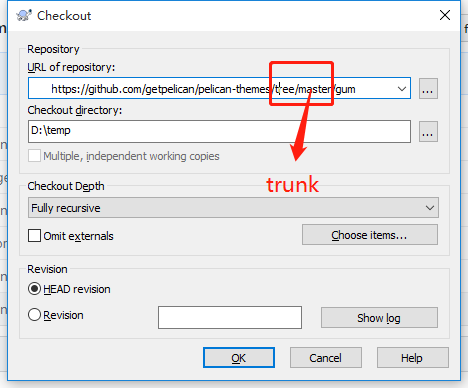 Checkout
Repository
URL of repository:
https://github.com/getpelican/pelican-themes/tree/master/gum
...
Checkout directory:
D:\temp
...
Multiple, independent working copies
trunk
Checkout Depth
Fully recursive
Omit externals
Choose items...
Revision
HEAD revision
Revision
Show log
OK
Cancel
Help